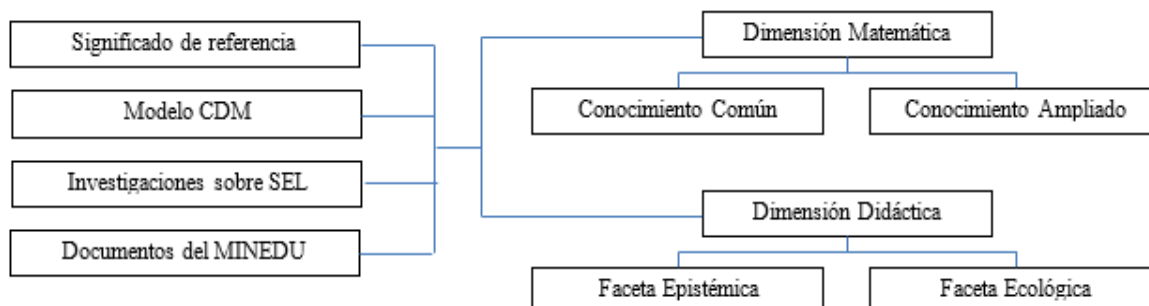 Significado de referencia
Modelo CDM
Investigaciones sobre SEL
Documentos del MINEDU
Dimensión Matemática
Conocimiento Común
Conocimiento Ampliado
Dimensión Didáctica
Faceta Epistémica
Faceta Ecológica